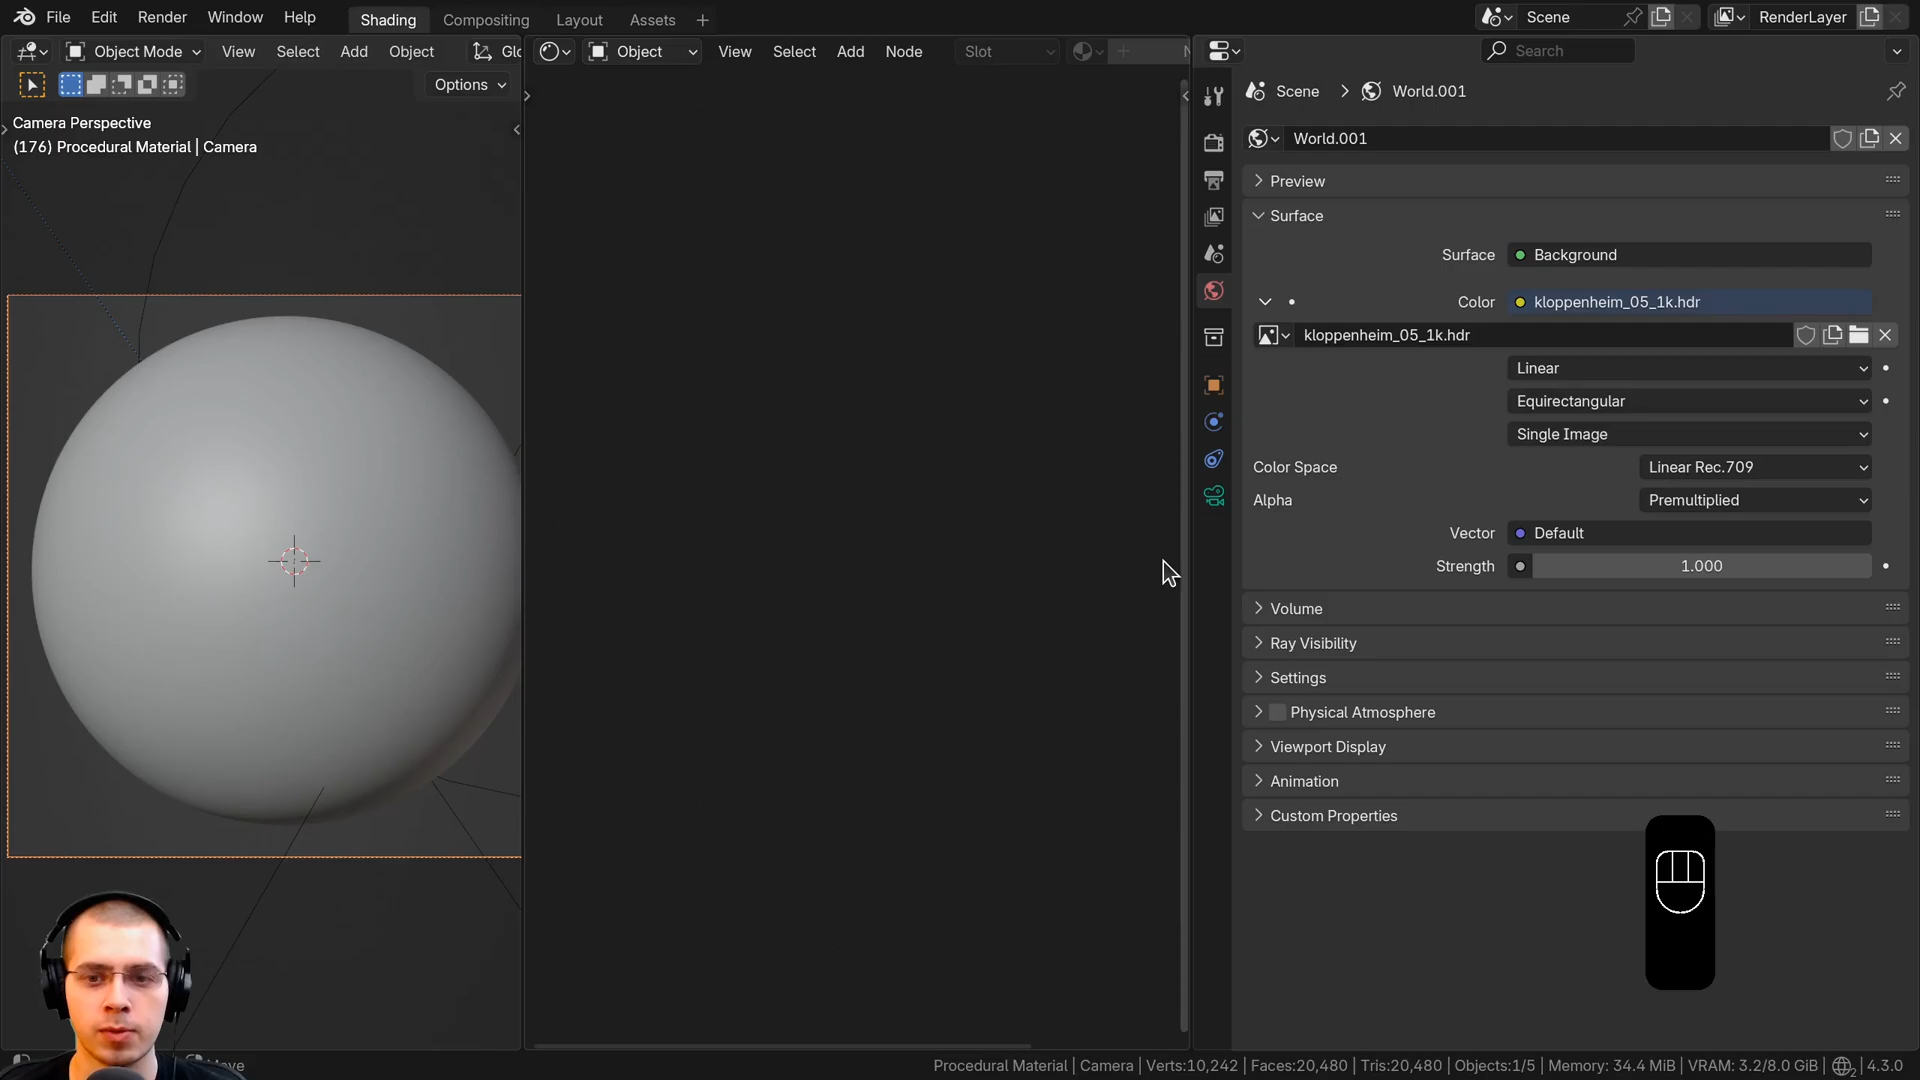 File Edit Render Window Help Shading Compositing Layout Assets Scene RenderLayer
Object Mode View Select Add Object Object View Select Add Node Slot Search
Options
Camera Perspective
(176) Procedural Material | Camera
Scene World.001
World.001
Preview
Surface
Surface Background
Color kloppenheim_05_1k.hdr
kloppenheim_05_1k.hdr
Linear
Equirectangular
Single Image
Color Space Linear Rec.709
Alpha Premultiplied
Vector Default
Strength 1.000
Volume
Ray Visibility
Settings
Physical Atmosphere
Viewport Display
Animation
Custom Properties
Procedural Material | Camera | Verts:10,242 | Faces:20,480 | Tris:20,480 | Objects:1/5 | Memory: 34.4 MiB | VRAM: 3.2/8.0 GiB | 4.3.0